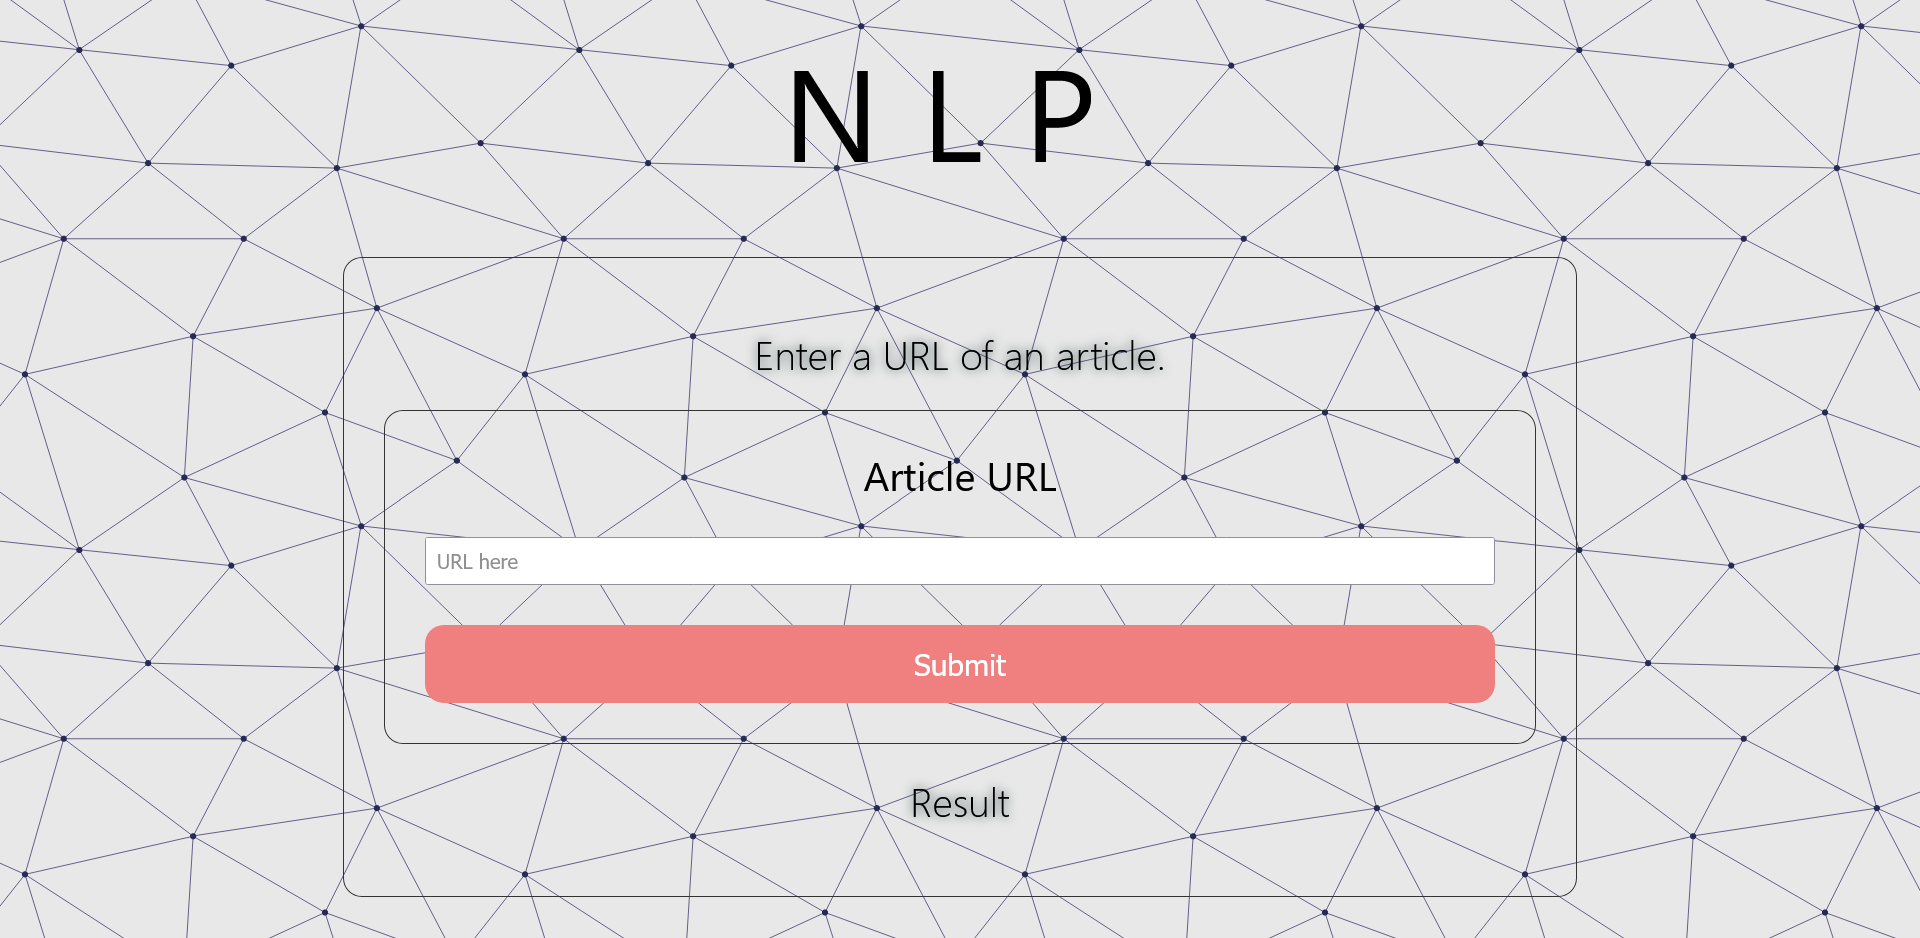 N L P
Enter a URL of an article.
Article URL
URL here
Submit
Result